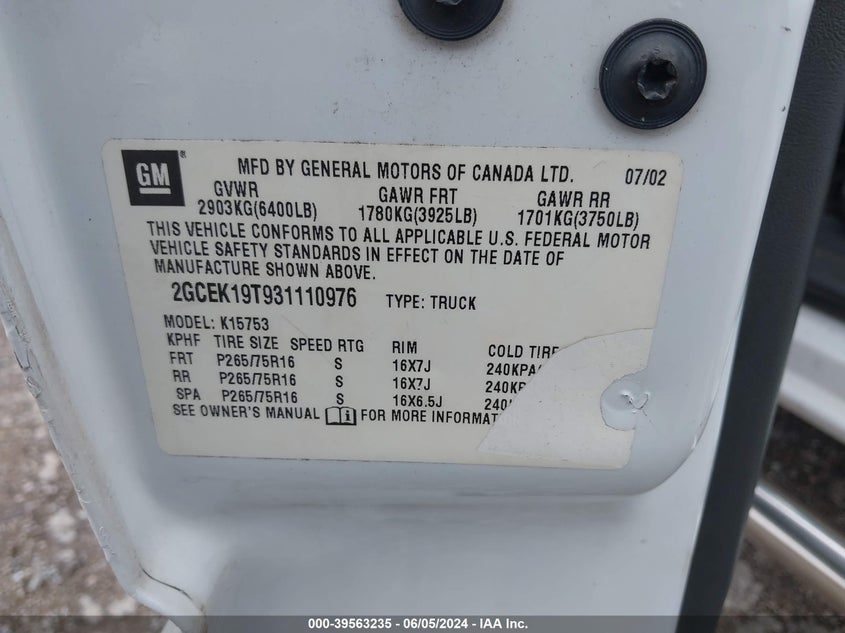 GM ® MFD BY GENERAL MOTORS OF CANADA LTD. 07/02
GVWR GAWR FRT GAWR RR
2903KG(6400LB) 1780KG(3925LB) 1701KG(3750LB)
THIS VEHICLE CONFORMS TO ALL APPLICABLE U.S. FEDERAL MOTOR
VEHICLE SAFETY STANDARDS IN EFFECT ON THE DATE OF
MANUFACTURE SHOWN ABOVE.
2GCEK19T931110976 TYPE: TRUCK
MODEL: K15753
KPHF TIRE SIZE SPEED RTG RIM COLD TIRE
FRT P265/75R16 S 16X7J 240KPA
RR P265/75R16 S 16X7J 240KP
SPA P265/75R16 S 16X6.5J 240
SEE OWNER'S MANUAL FOR MORE INFORMAT
000-39563235 - 06/05/2024 - IAA Inc.